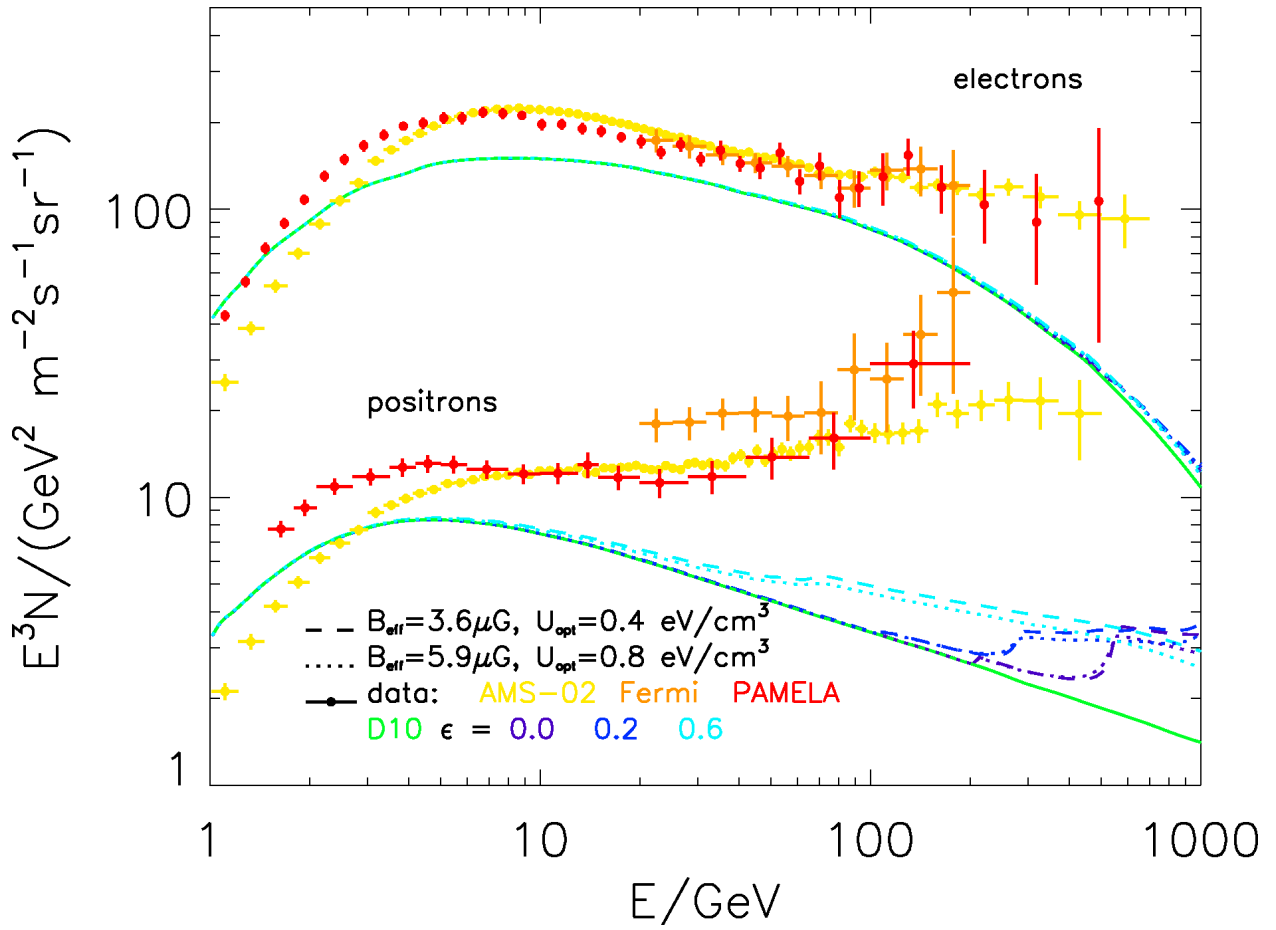 electrons
100
E³N/(GeV² m⁻²s⁻¹sr⁻¹)
positrons
10
B_eff=3.6μG, U_opt=0.4 eV/cm³
B_eff=5.9μG, U_opt=0.8 eV/cm³
data: AMS-02 Fermi PAMELA
D10 ϵ = 0.0 0.2 0.6
1
1 10 100 1000
E/GeV